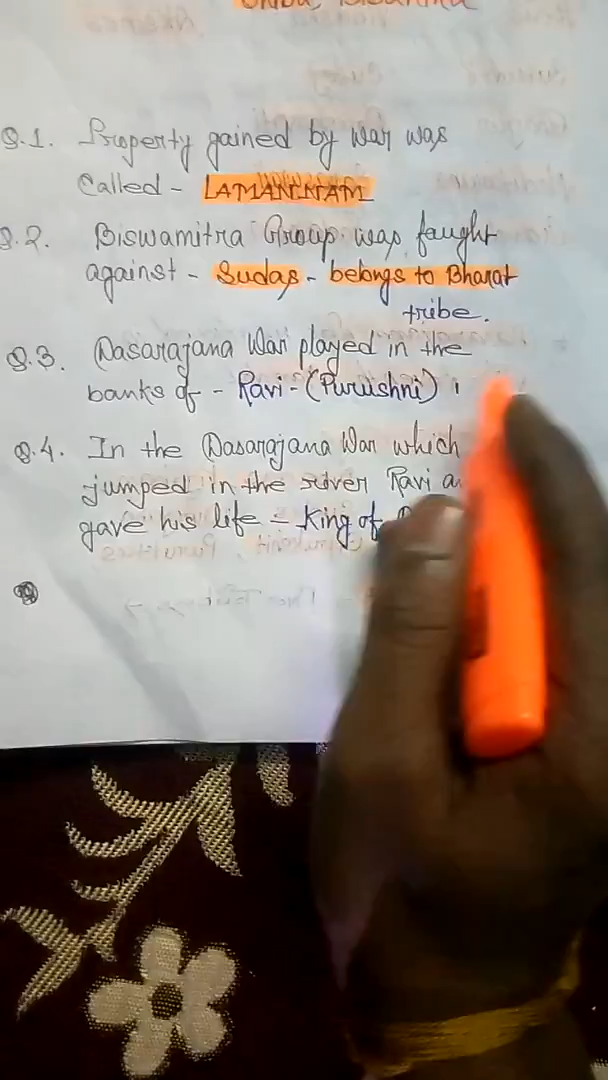 Q.1. Property gained by war was
Called -
Q.2. Biswamitra Group was faught
against - Sudas - belongs to Bharat
tribe.
Q.3. Dasarajana War played in the
banks of - Ravi - (Purushni)
Q.4. In the Dasarajana War which
jumped in the river Ravi
gave his life - King of